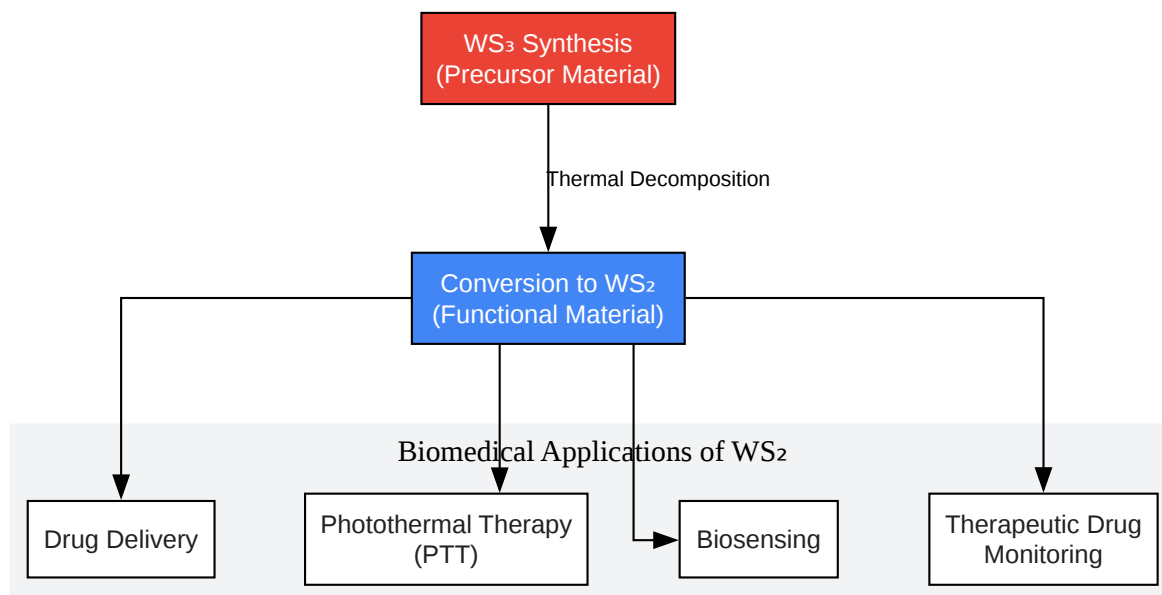 WS₃ Synthesis
(Precursor Material)
Thermal Decomposition
Conversion to WS₂
(Functional Material)
Biomedical Applications of WS₂
Drug Delivery
Photothermal Therapy
(PTT)
Biosensing
Therapeutic Drug
Monitoring